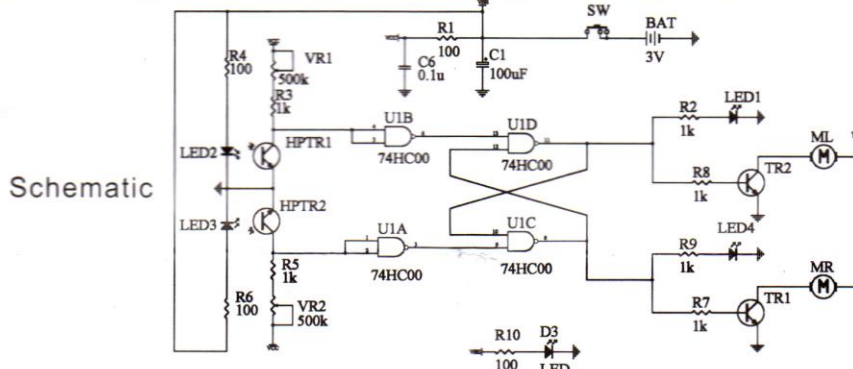 SW
BAT
R1
100
3V
C6
0.1u
C1
100uF
R4
100
VR1
500k
R3
1k
U1B
74HC00
U1D
74HC00
R2
1k
LED1
ML
LED2
HPTR1
R8
1k
TR2
Schematic
HPTR2
LED3
U1A
74HC00
U1C
74HC00
R9
1k
LED4
MR
R5
1k
R7
1k
TR1
R6
100
VR2
500k
R10
100
D3
LED